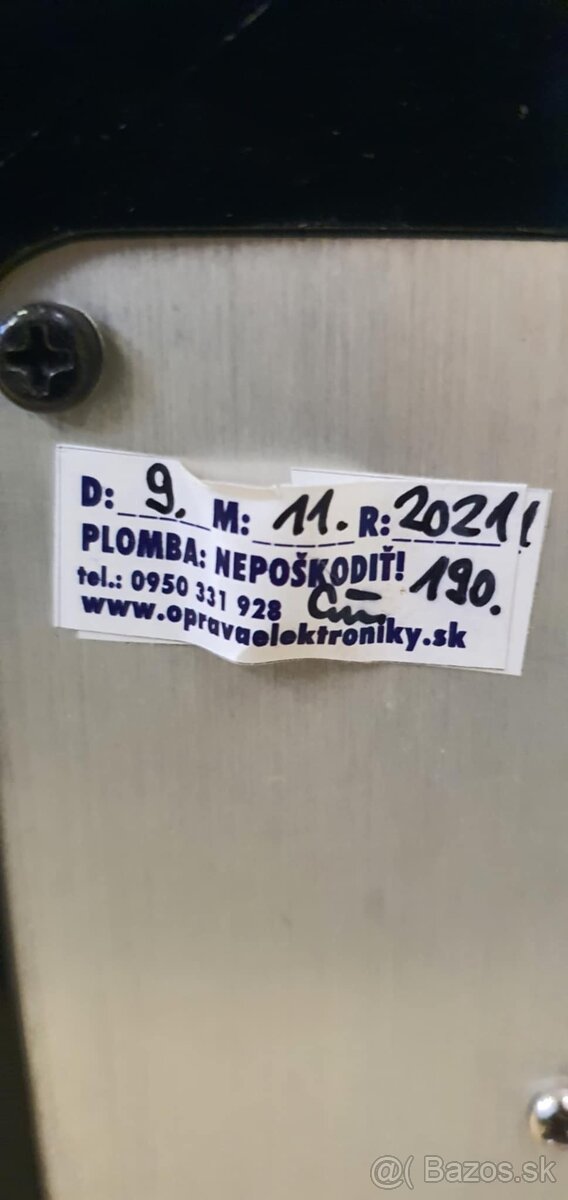 D: 9. M: 11. R: 2021!
PLOMBA: NEPOŠKODIŤ!
190.
tel.: 0950 331 928
www.opravaelektroniky.sk
@( Bazos.sk